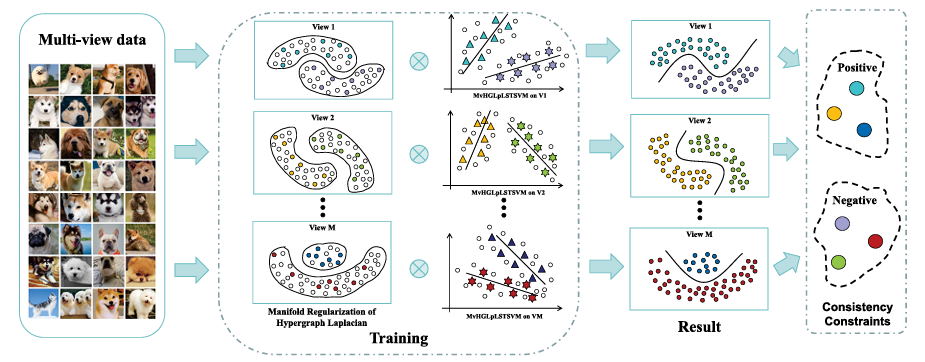 Multi-view data
View 1
MvHGLpLSTSVM on V1
View 2
MvHGLpLSTSVM on V2
View M
MvHGLpLSTSVM on VM
Manifold Regularization of
Hypergraph Laplacian
Training
View 1
View 2
View M
Result
Positive
Negative
Consistency
Constraints